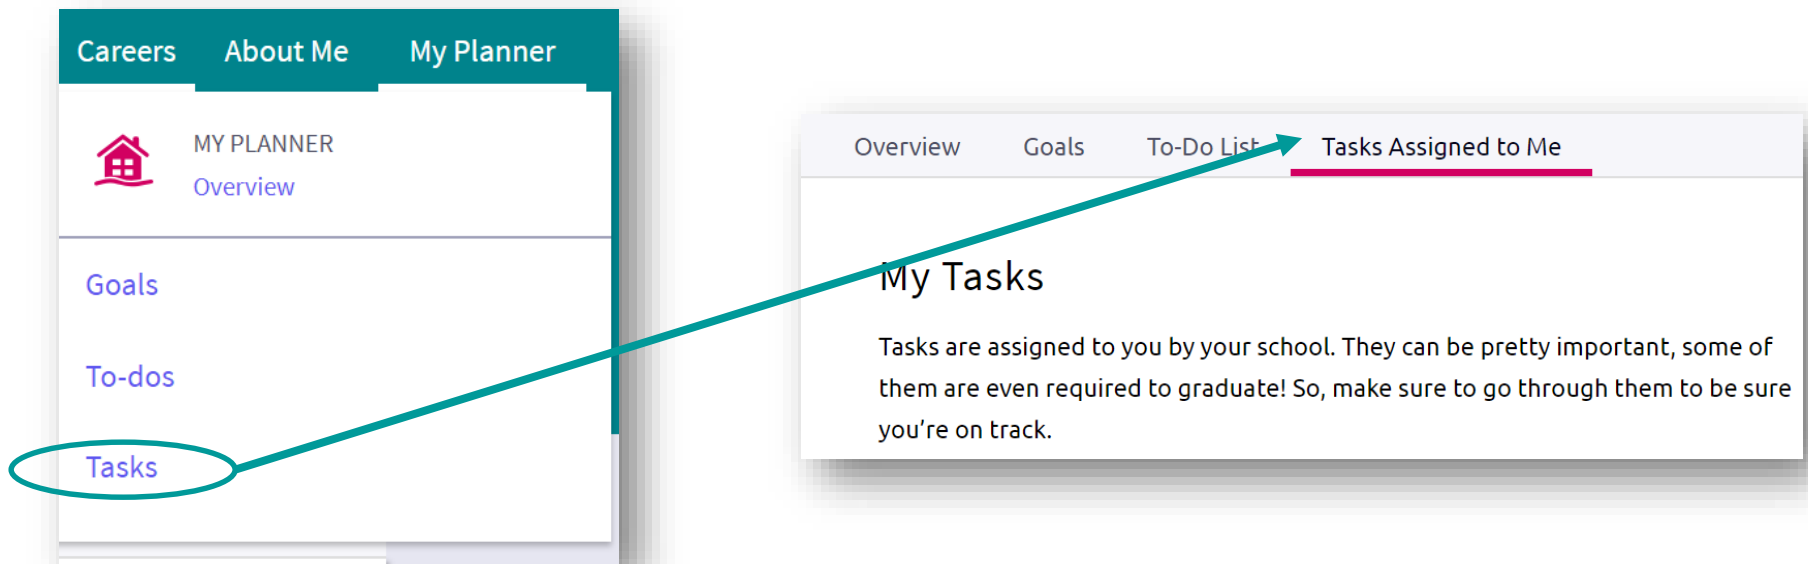 Careers About Me My Planner
MY PLANNER
Overview
Goals
To-dos
Tasks
Overview Goals To-Do List Tasks Assigned to Me
My Tasks
Tasks are assigned to you by your school. They can be pretty important, some of
them are even required to graduate! So, make sure to go through them to be sure
you're on track.